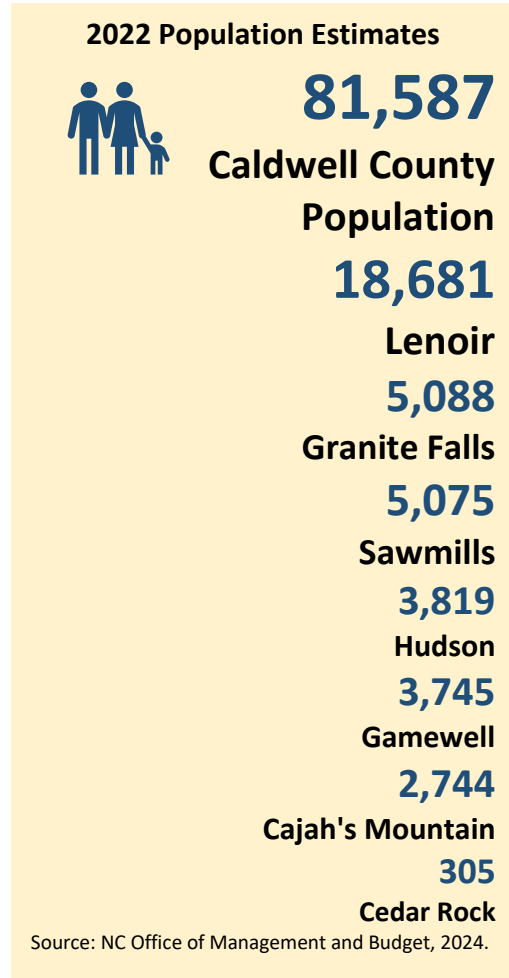 2022 Population Estimates
81,587
Caldwell County
Population
18,681
Lenoir
5,088
Granite Falls
5,075
Sawmills
3,819
Hudson
3,745
Gamewell
2,744
Cajah's Mountain
305
Cedar Rock
Source: NC Office of Management and Budget, 2024.